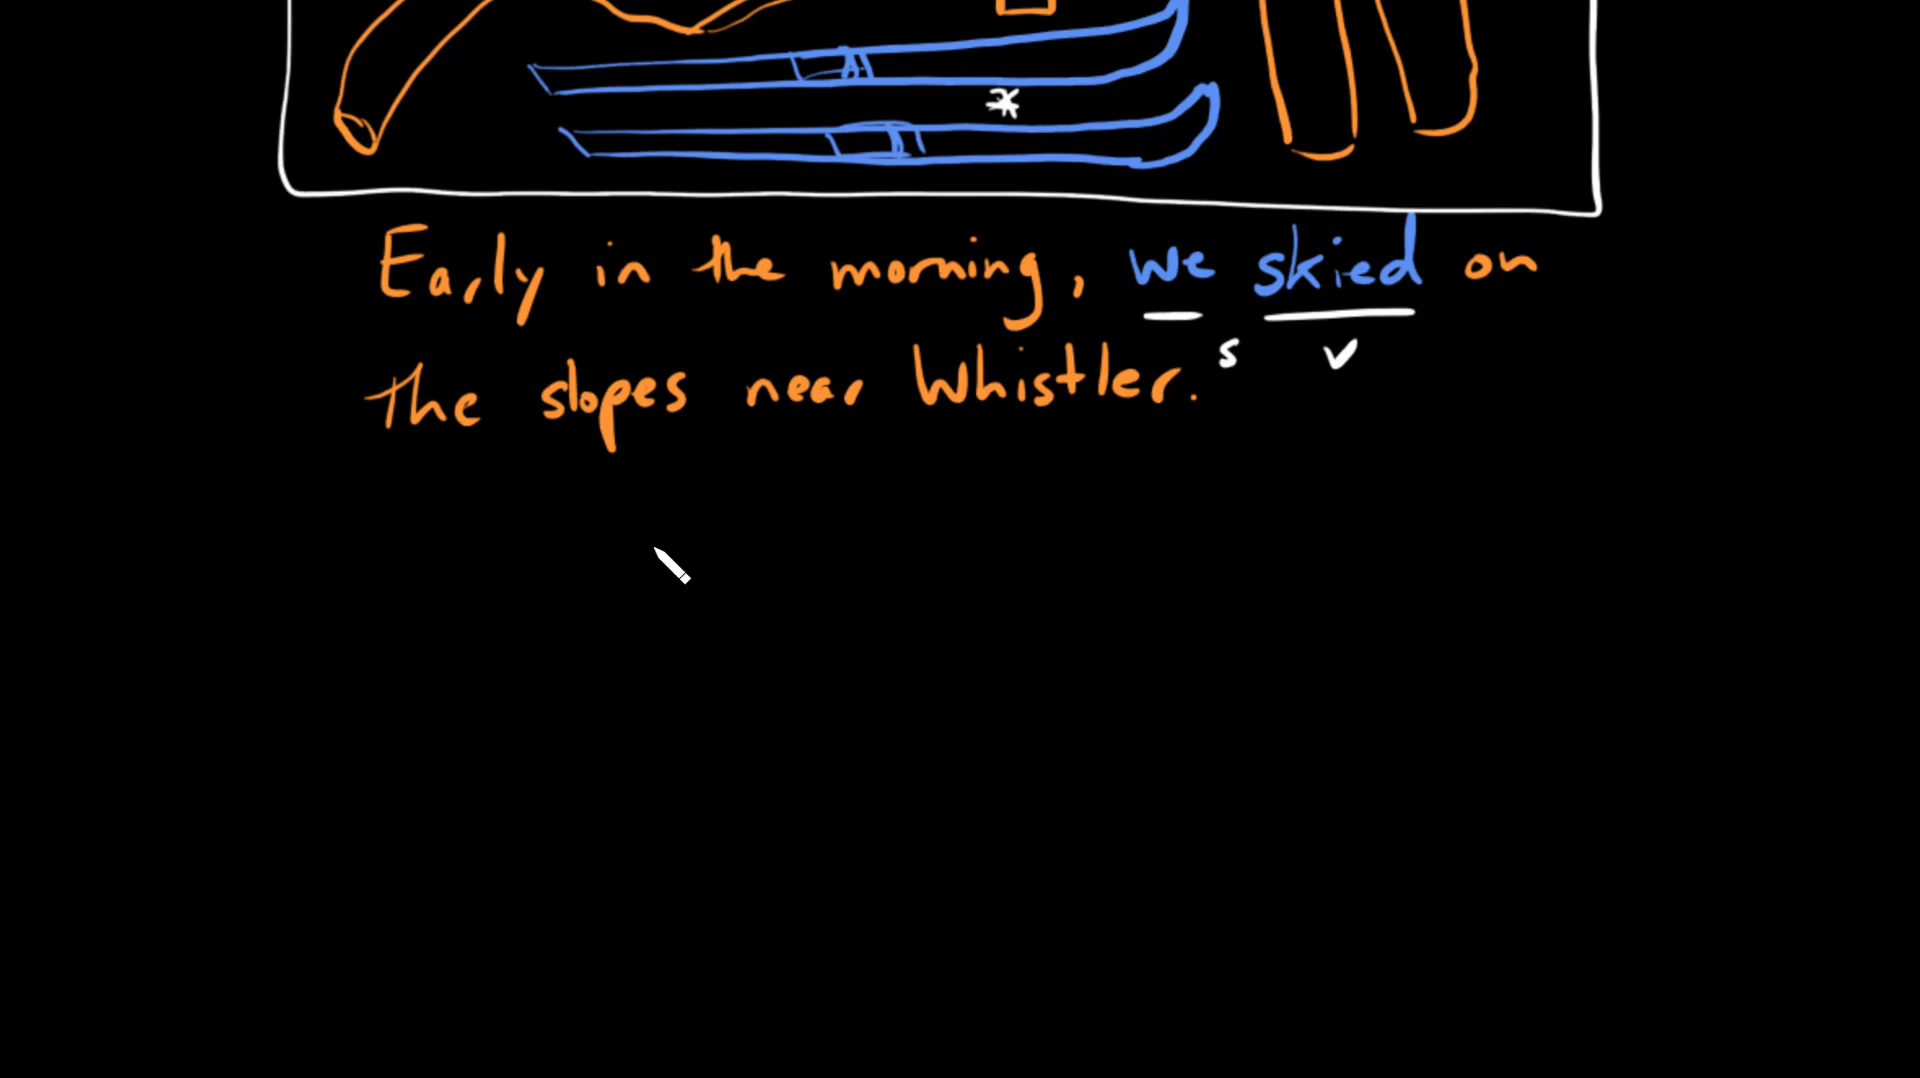 Early in the morning, we skied on
s v
the slopes near Whistler.